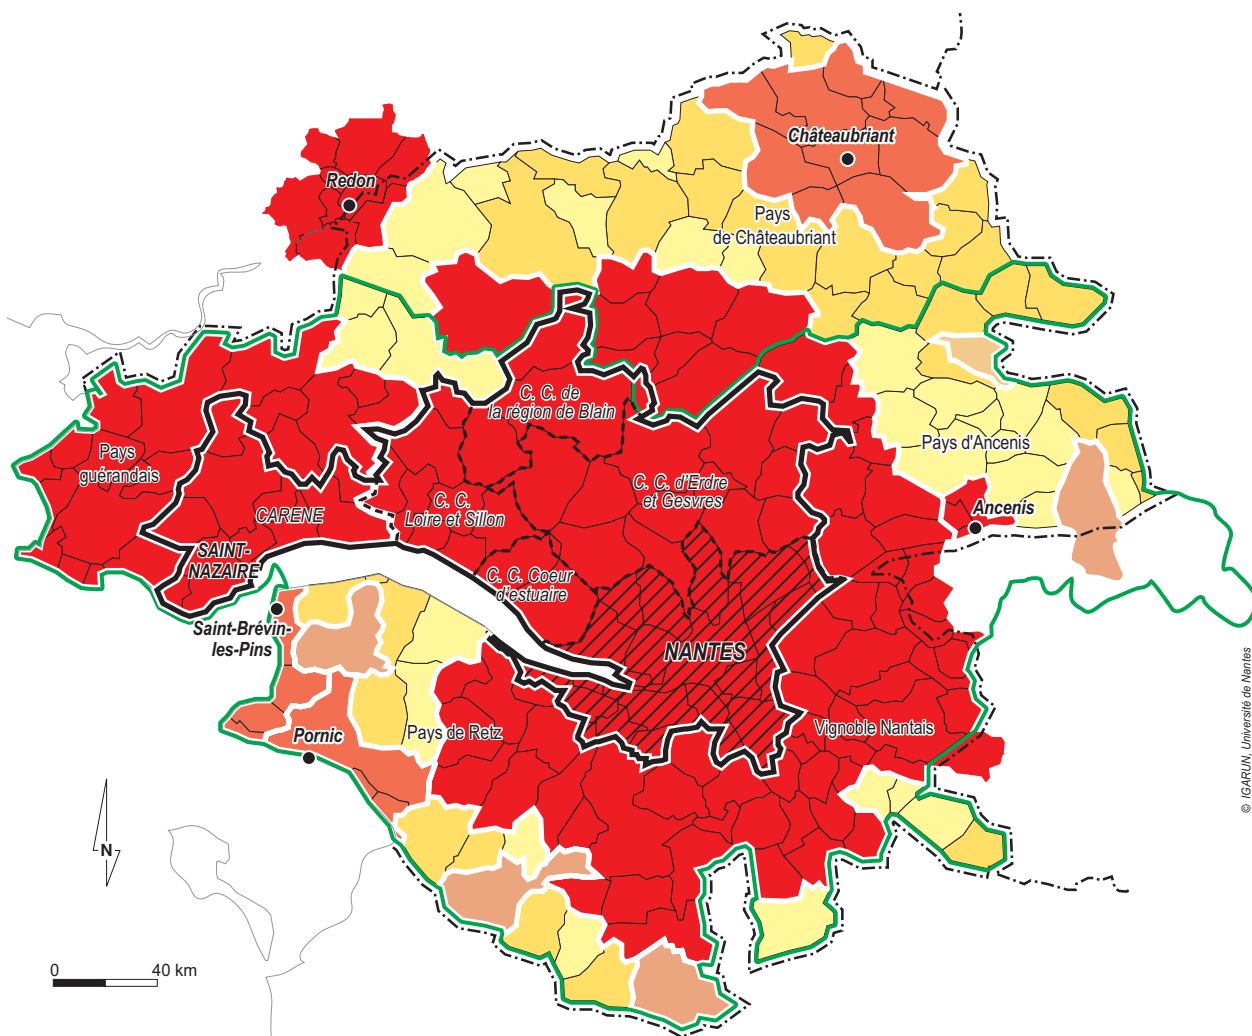 Châteaubriant
Redon
Pays
de Châteaubriant
C. C. de
la région de Blain
Pays
guérandais
Pays d'Ancenis
C. C. d'Erdre
et Gesvres
C. C.
Loire et Sillon
CARENE
Ancenis
SAINT-
NAZAIRE
C. C. Coeur
d'estuaire
Saint-Brévin-
les-Pins
NANTES
Pornic
Pays de Retz
Vignoble Nantais
© IGARUN, Université de Nantes
N
0 40 km